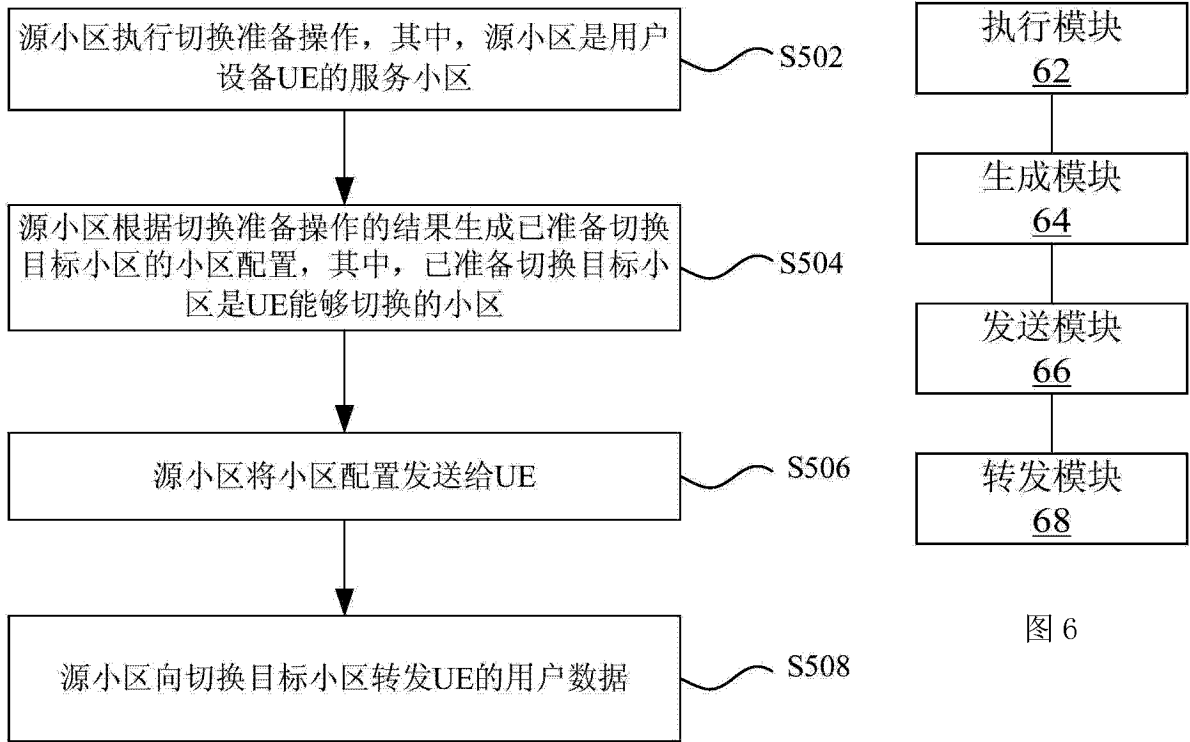 源小区执行切换准备操作，其中，源小区是用户
设备UE的服务小区
S502
源小区根据切换准备操作的结果生成已准备切换
目标小区的小区配置，其中，已准备切换目标小
区是UE能够切换的小区
S504
源小区将小区配置发送给UE
S506
源小区向切换目标小区转发UE的用户数据
S508
执行模块
62
生成模块
64
发送模块
66
转发模块
68
图 6